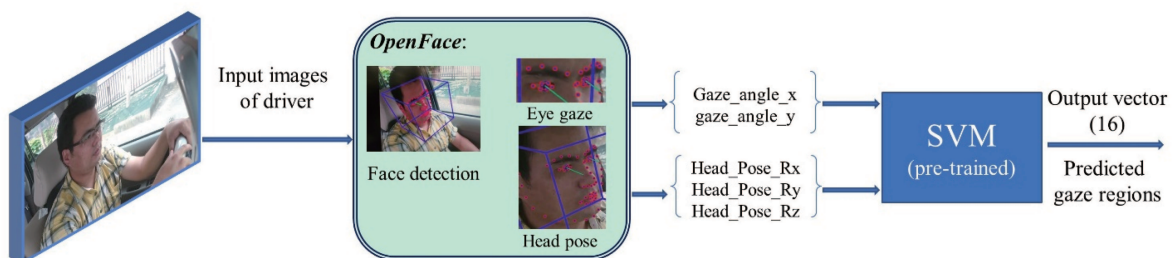 Input images
of driver
OpenFace:
Face detection
Eye gaze
Head pose
Gaze_angle_x
gaze_angle_y
Head_Pose_Rx
Head_Pose_Ry
Head_Pose_Rz
SVM
(pre-trained)
Output vector
(16)
Predicted
gaze regions